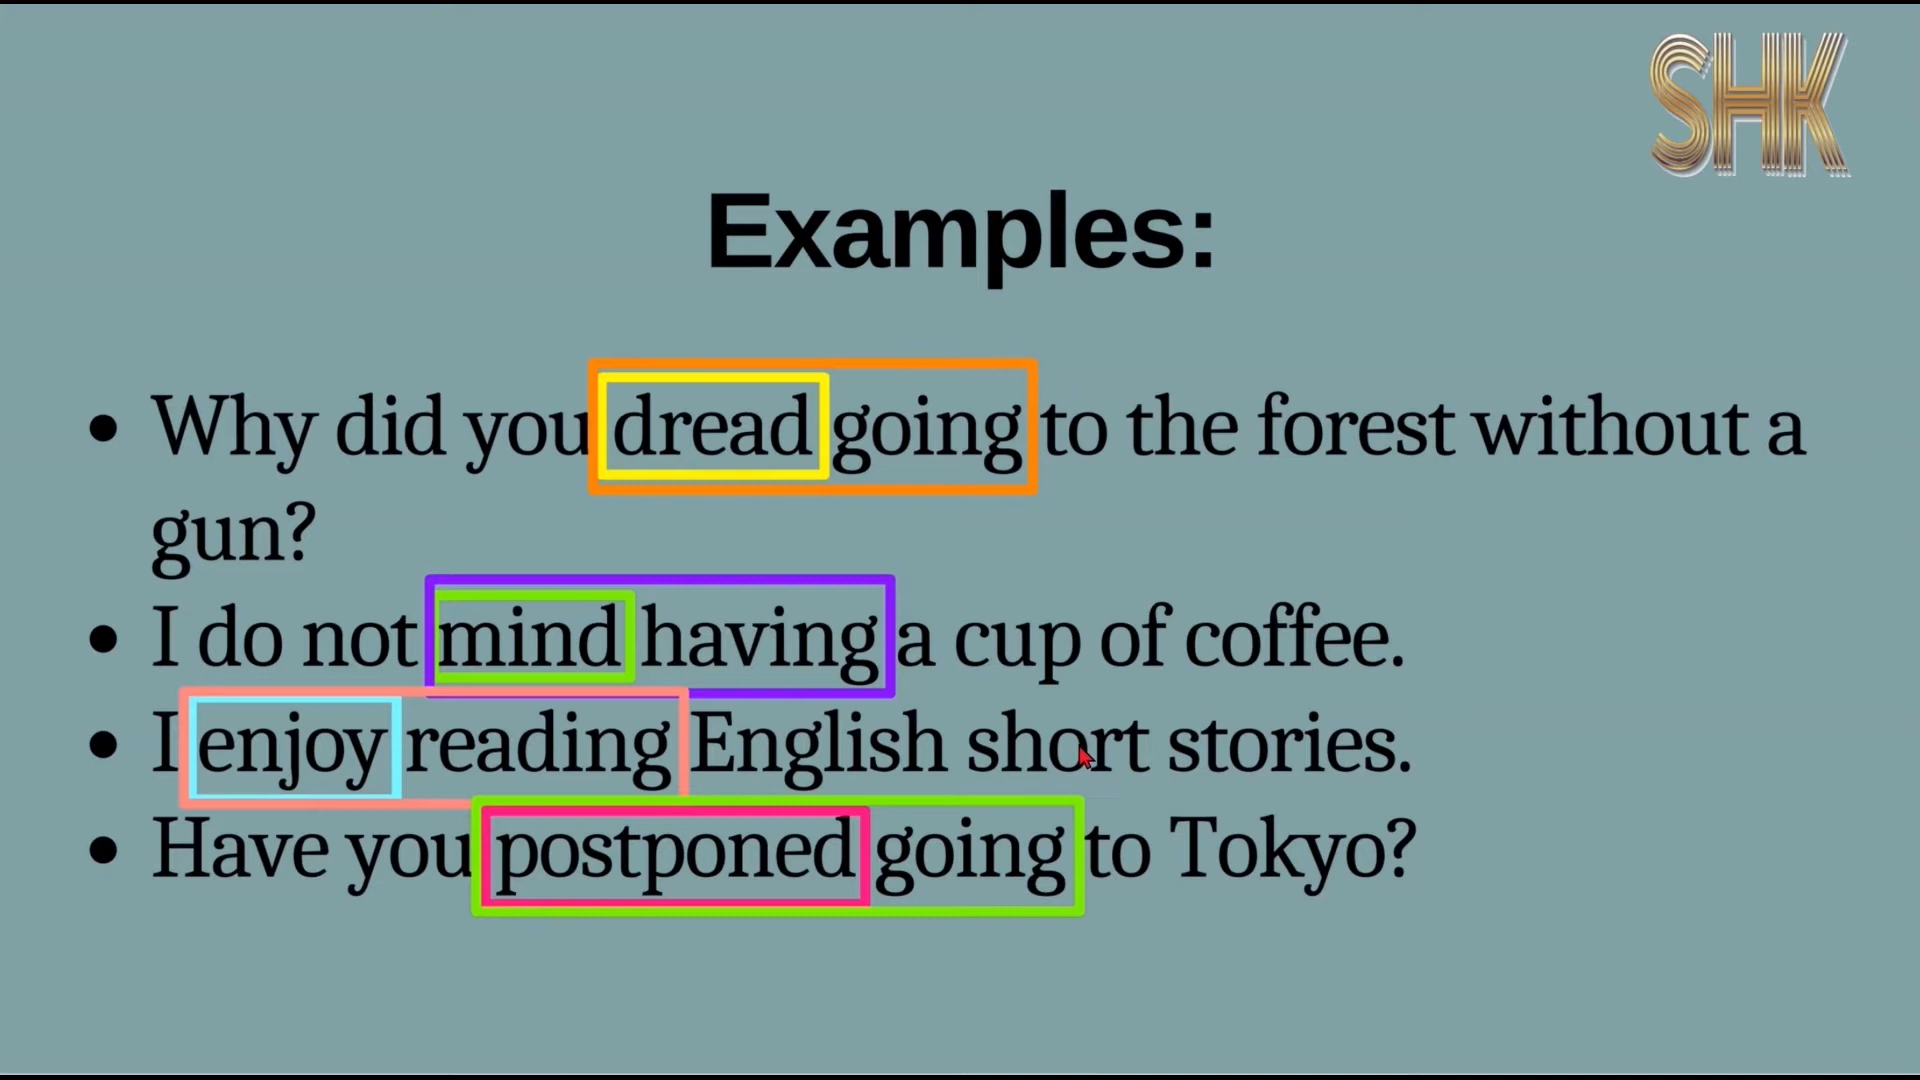 SHK
Examples:
• Why did you dread going to the forest without a
gun?
• I do not mind having a cup of coffee.
• I enjoy reading English short stories.
• Have you postponed going to Tokyo?